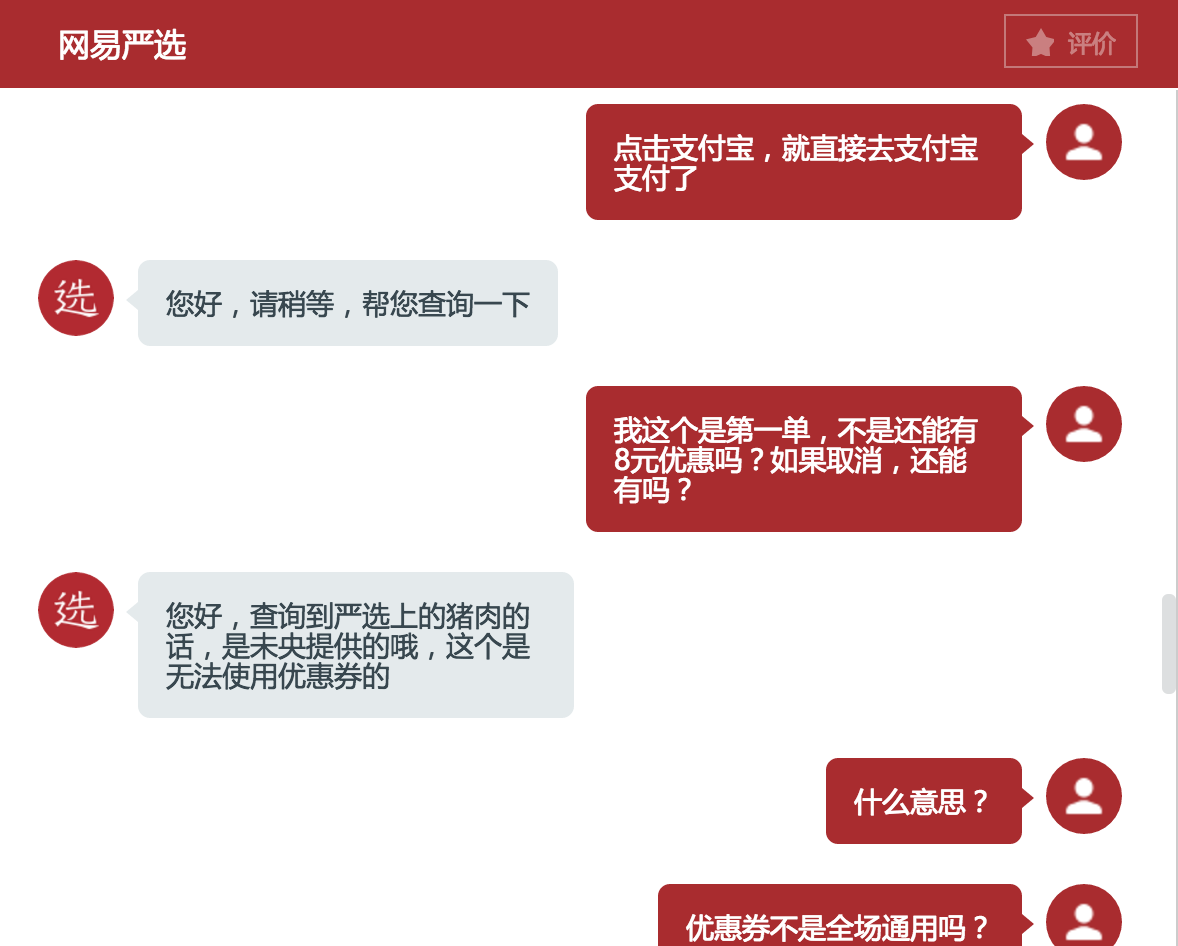 网易严选
评价
点击支付宝，就直接去支付宝
支付了
选
您好，请稍等，帮您查询一下
我这个是第一单，不是还能有
8元优惠吗？如果取消，还能
有吗？
选
您好，查询到严选上的猪肉的
话，是未央提供的哦，这个是
无法使用优惠券的
什么意思？
优惠券不是全场通用吗？